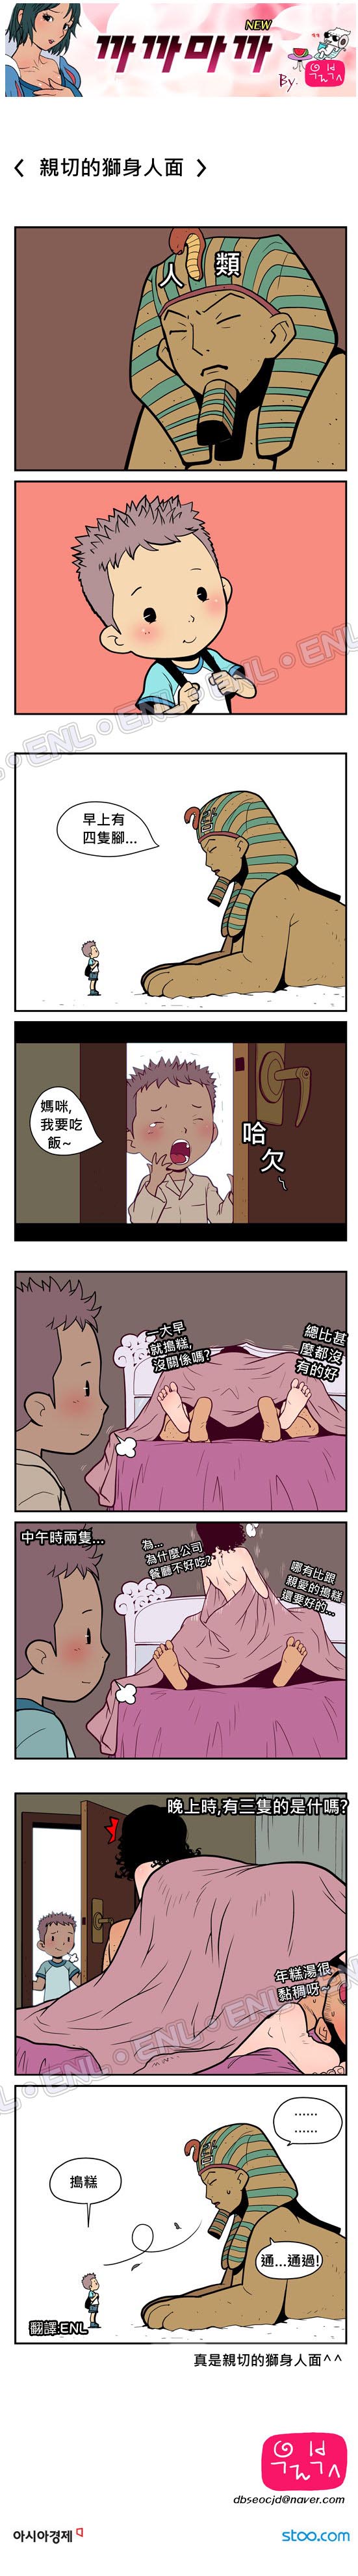 NEW
까까마까
By.
< 親切的獅身人面 >
人類
早上有
四隻腳...
媽咪,
我要吃
飯~
哈
欠
一大早
就搗糕,
沒關係嗎?
總比甚
麼都沒
有的好
中午時兩隻...
為...
為什麼公司
餐廳不好吃?
哪有比跟
親愛的搗糕
還要好的...
晚上時,有三隻的是什嗎?
年糕湯很
黏稠呀~
......
......
搗糕
通...通過!
翻譯:ENL
真是親切的獅身人面^^
dbseocjd@naver.com
아시아경제
stoo.com
ENL